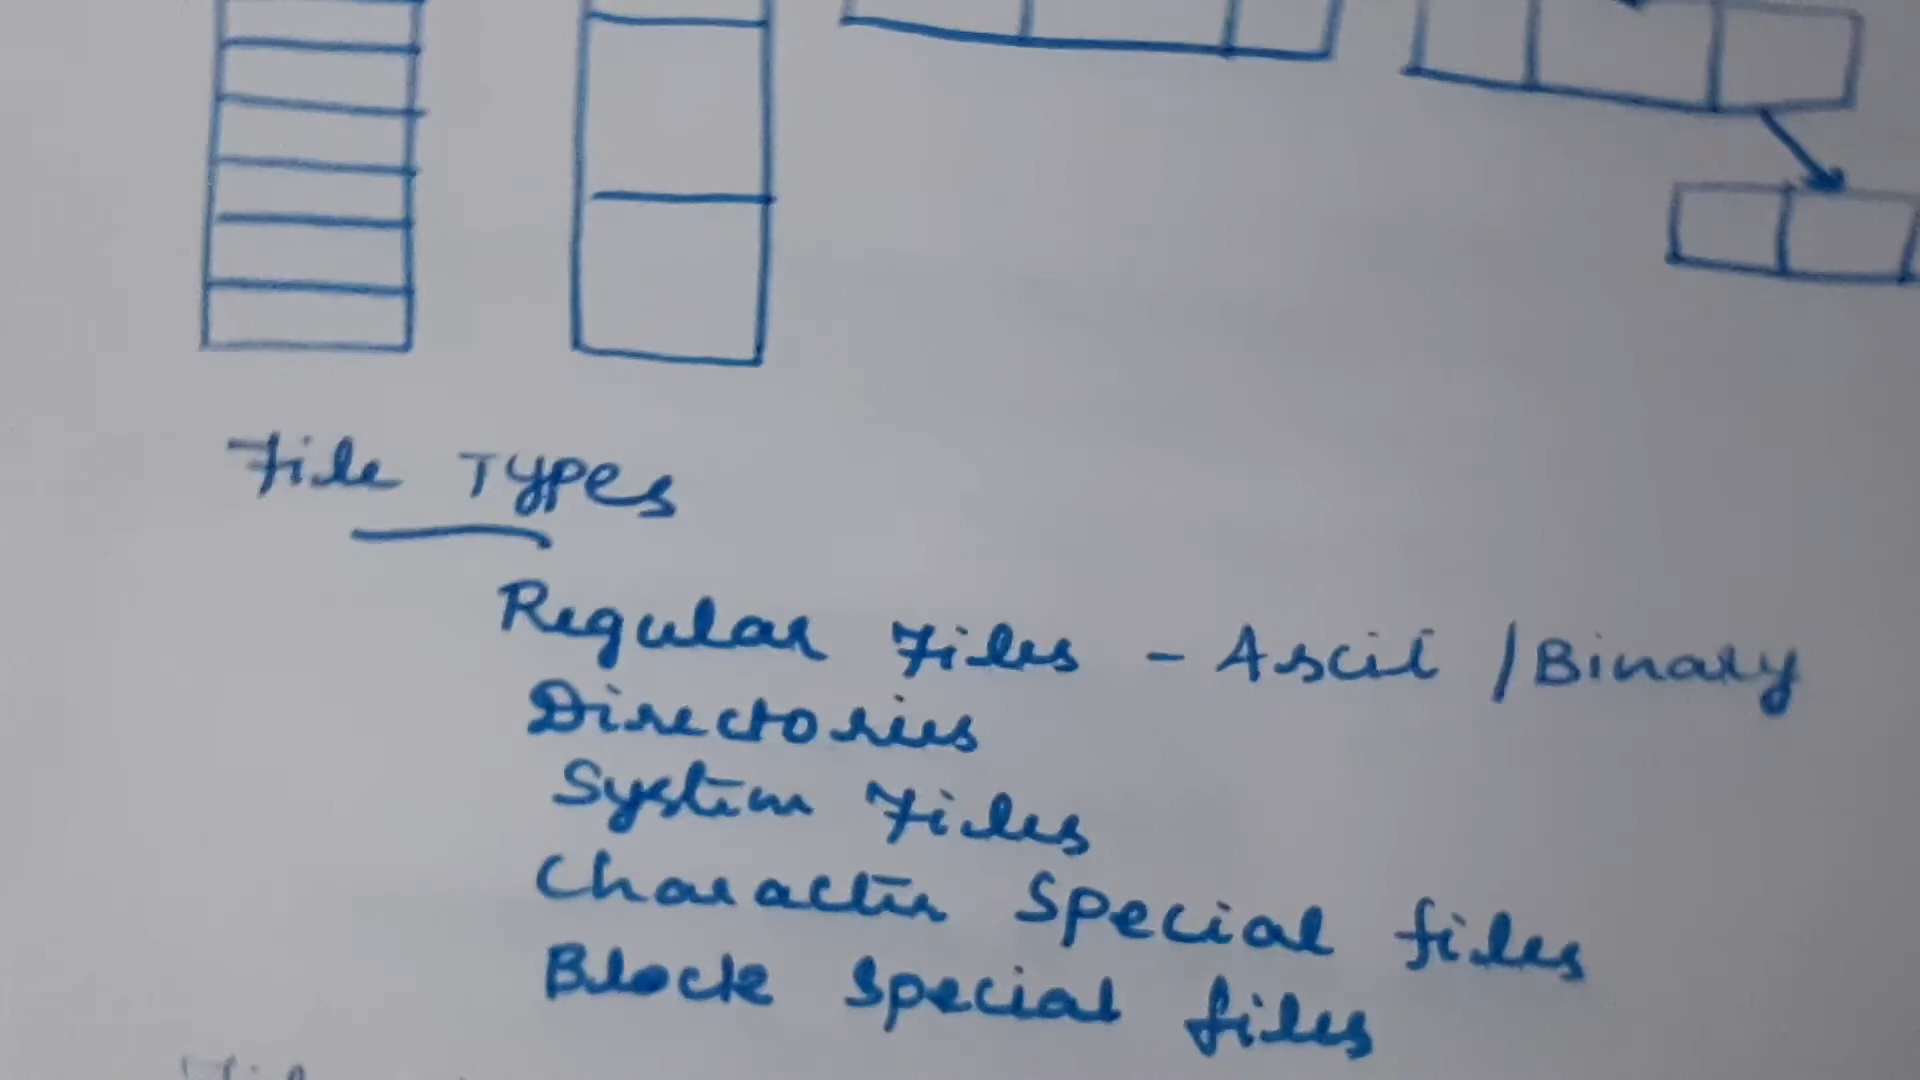 File Types
Regular Files - Ascii / Binary
Directories
System Files
Character Special files
Block special files